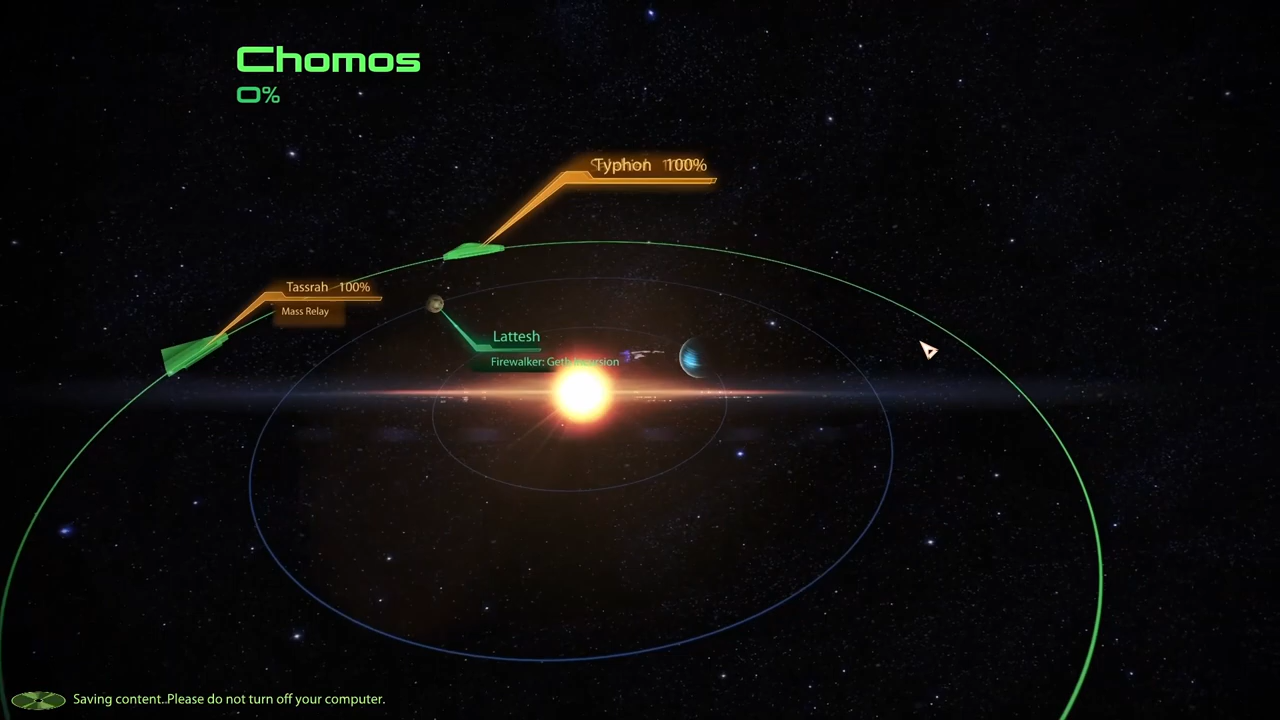 Chomos
0%
Typhon 100%
Tassrah 100%
Mass Relay
Lattesh
Firewalker: Geth Incursion
Saving content..Please do not turn off your computer.